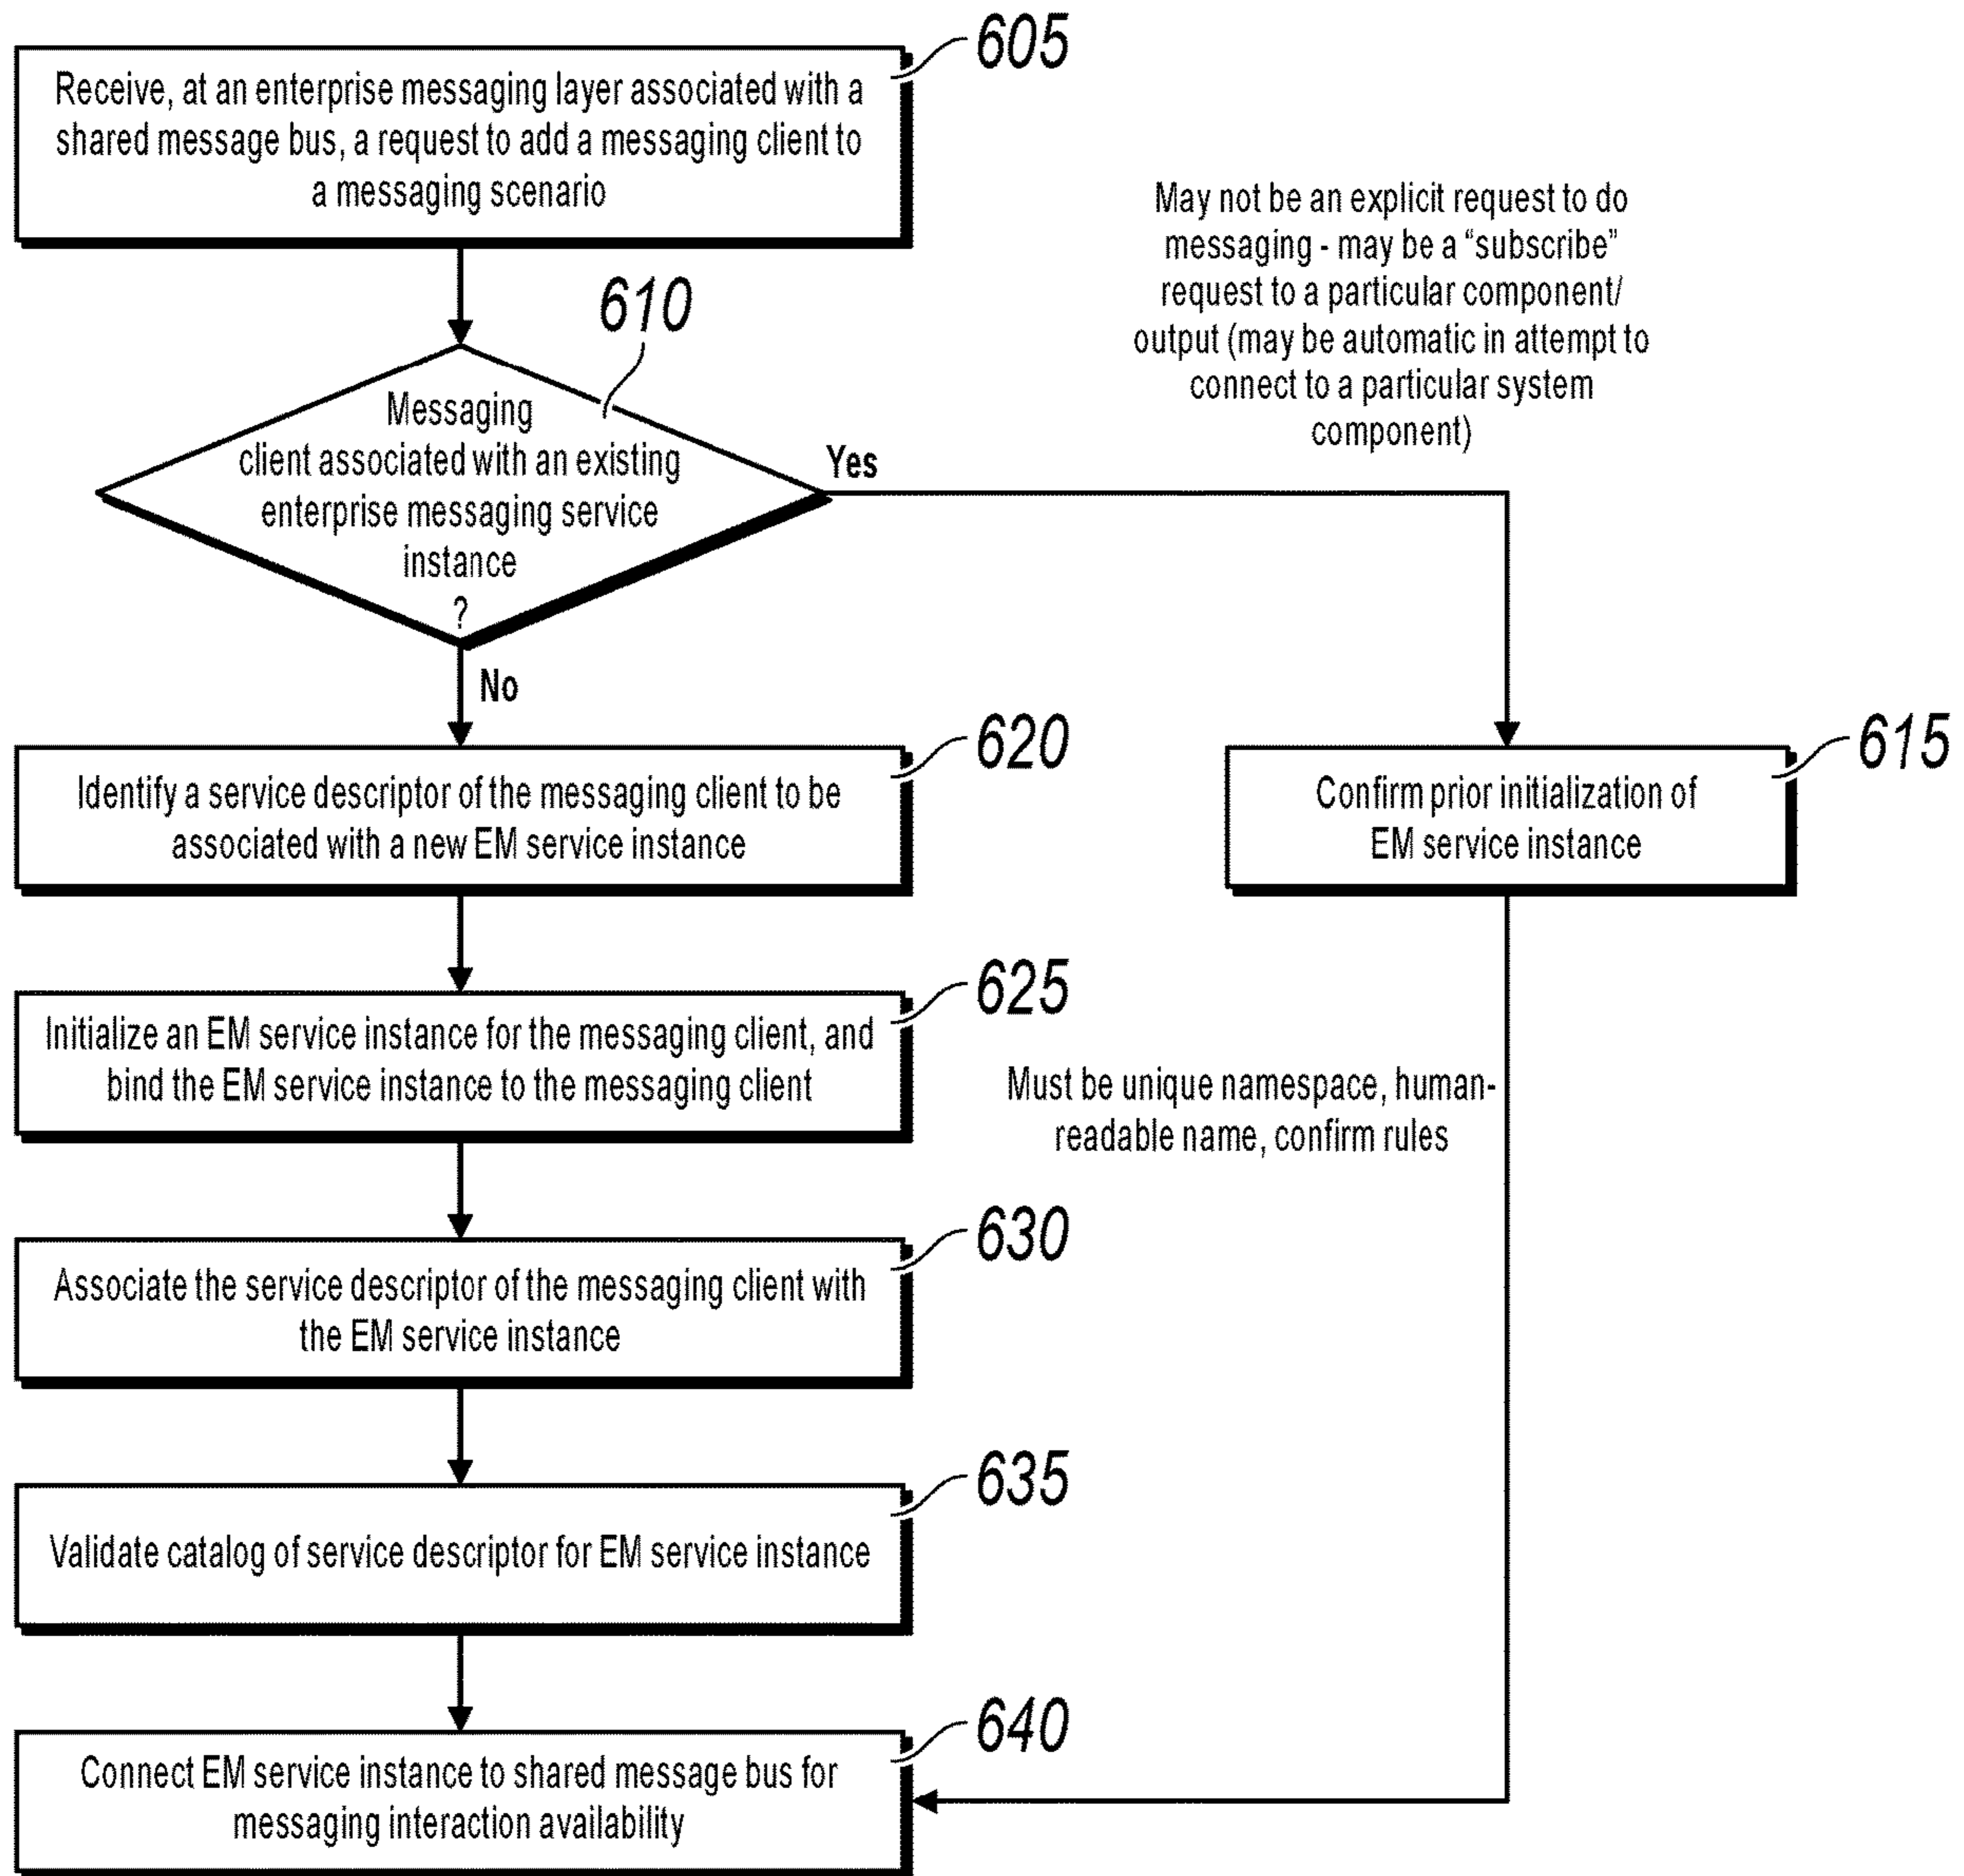 605
Receive, at an enterprise messaging layer associated with a
shared message bus, a request to add a messaging client to
a messaging scenario
May not be an explicit request to do
messaging - may be a “subscribe”
request to a particular component/
output (may be automatic in attempt to
connect to a particular system
component)
610
Messaging
client associated with an existing
enterprise messaging service
instance
?
Yes
No
620
Identify a service descriptor of the messaging client to be
associated with a new EM service instance
615
Confirm prior initialization of
EM service instance
625
Initialize an EM service instance for the messaging client, and
bind the EM service instance to the messaging client
Must be unique namespace, human-
readable name, confirm rules
630
Associate the service descriptor of the messaging client with
the EM service instance
635
Validate catalog of service descriptor for EM service instance
640
Connect EM service instance to shared message bus for
messaging interaction availability